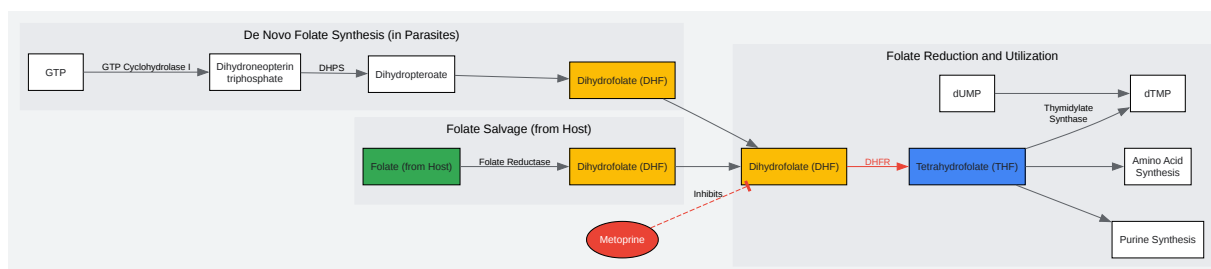 De Novo Folate Synthesis (in Parasites)
GTP
GTP Cyclohydrolase I
Dihydroneopterin
triphosphate
DHPS
Dihydropteroate
Dihydrofolate (DHF)
Folate Salvage (from Host)
Folate (from Host)
Folate Reductase
Dihydrofolate (DHF)
Metoprine
Inhibits
Folate Reduction and Utilization
Dihydrofolate (DHF)
DHFR
Tetrahydrofolate (THF)
dUMP
Thymidylate
Synthase
dTMP
Amino Acid
Synthesis
Purine Synthesis